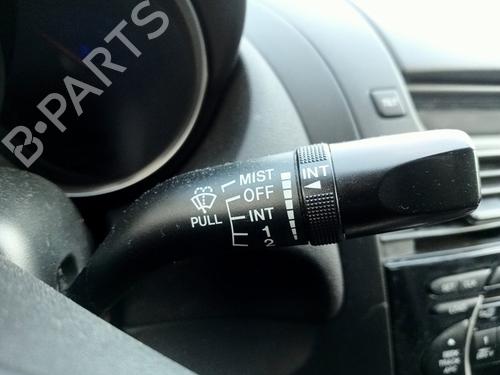 B-PARTS
MIST
OFF
INT
INT
PULL
1
2